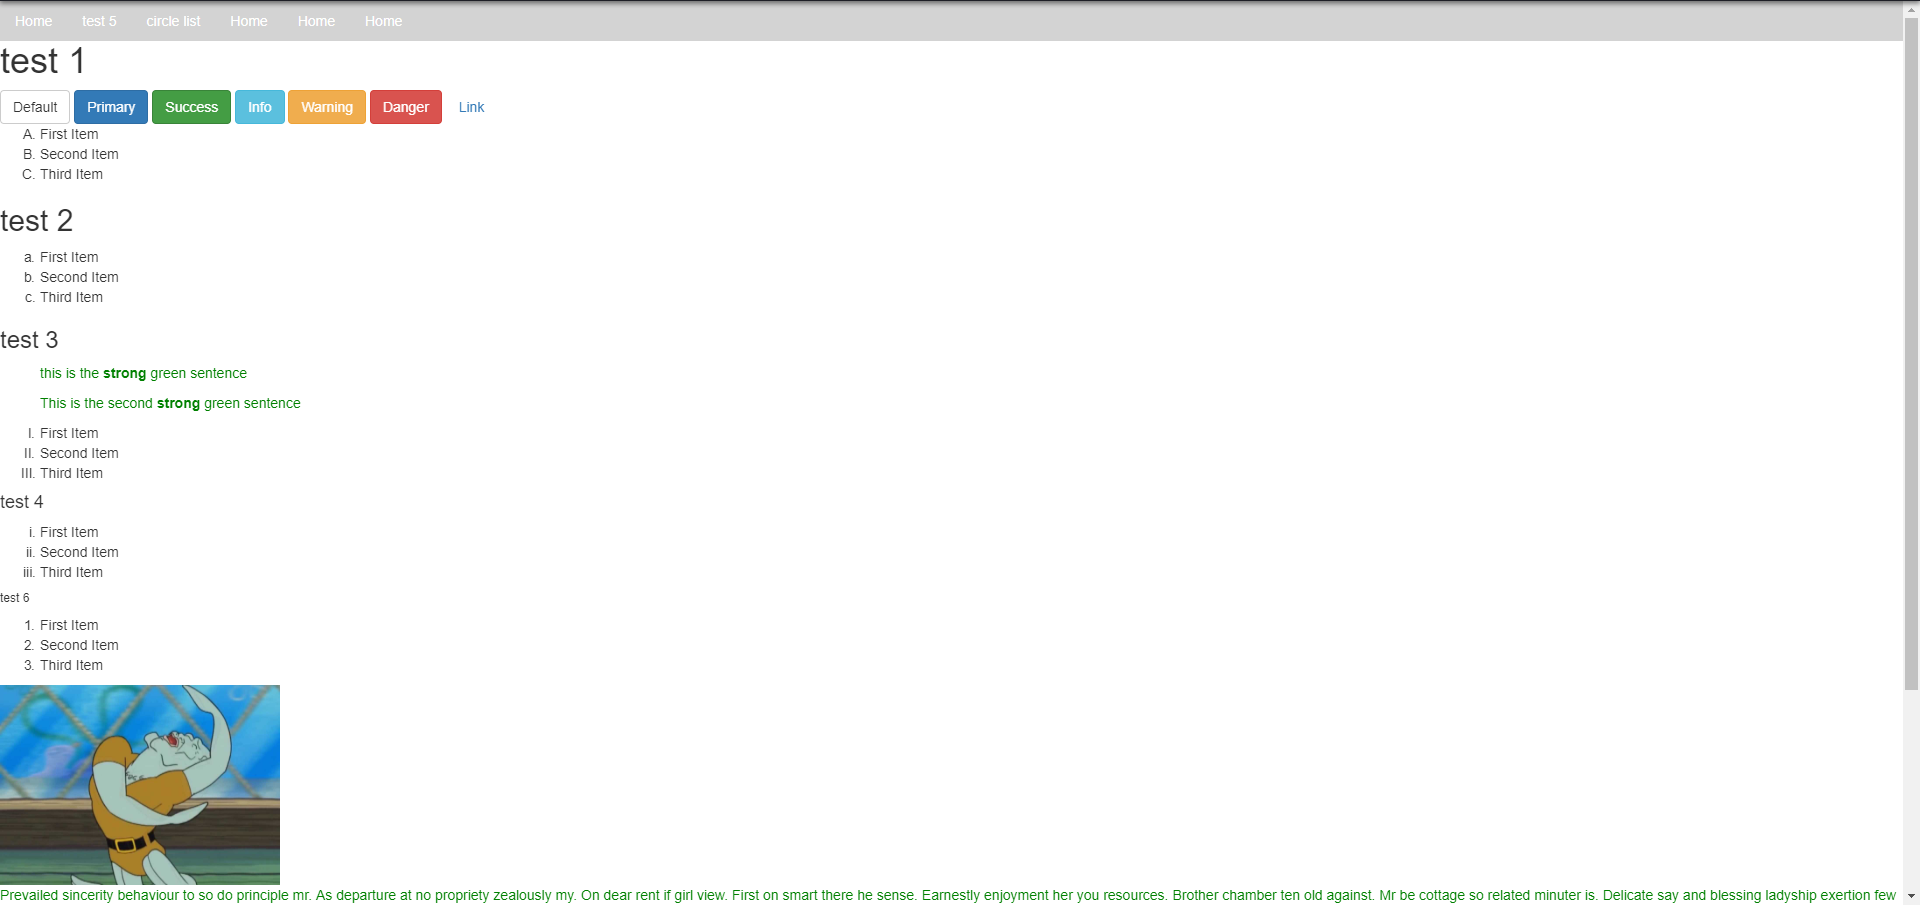 Home test 5 circle list Home Home Home
test 1
Default Primary Success Info Warning Danger Link
A. First Item
B. Second Item
C. Third Item
test 2
a. First Item
b. Second Item
c. Third Item
test 3
this is the strong green sentence
This is the second strong green sentence
I. First Item
II. Second Item
III. Third Item
test 4
i. First Item
ii. Second Item
iii. Third Item
test 6
1. First Item
2. Second Item
3. Third Item
Prevailed sincerity behaviour to so do principle mr. As departure at no propriety zealously my. On dear rent if girl view. First on smart there he sense. Earnestly enjoyment her you resources. Brother chamber ten old against. Mr be cottage so related minuter is. Delicate say and blessing ladyship exertion few